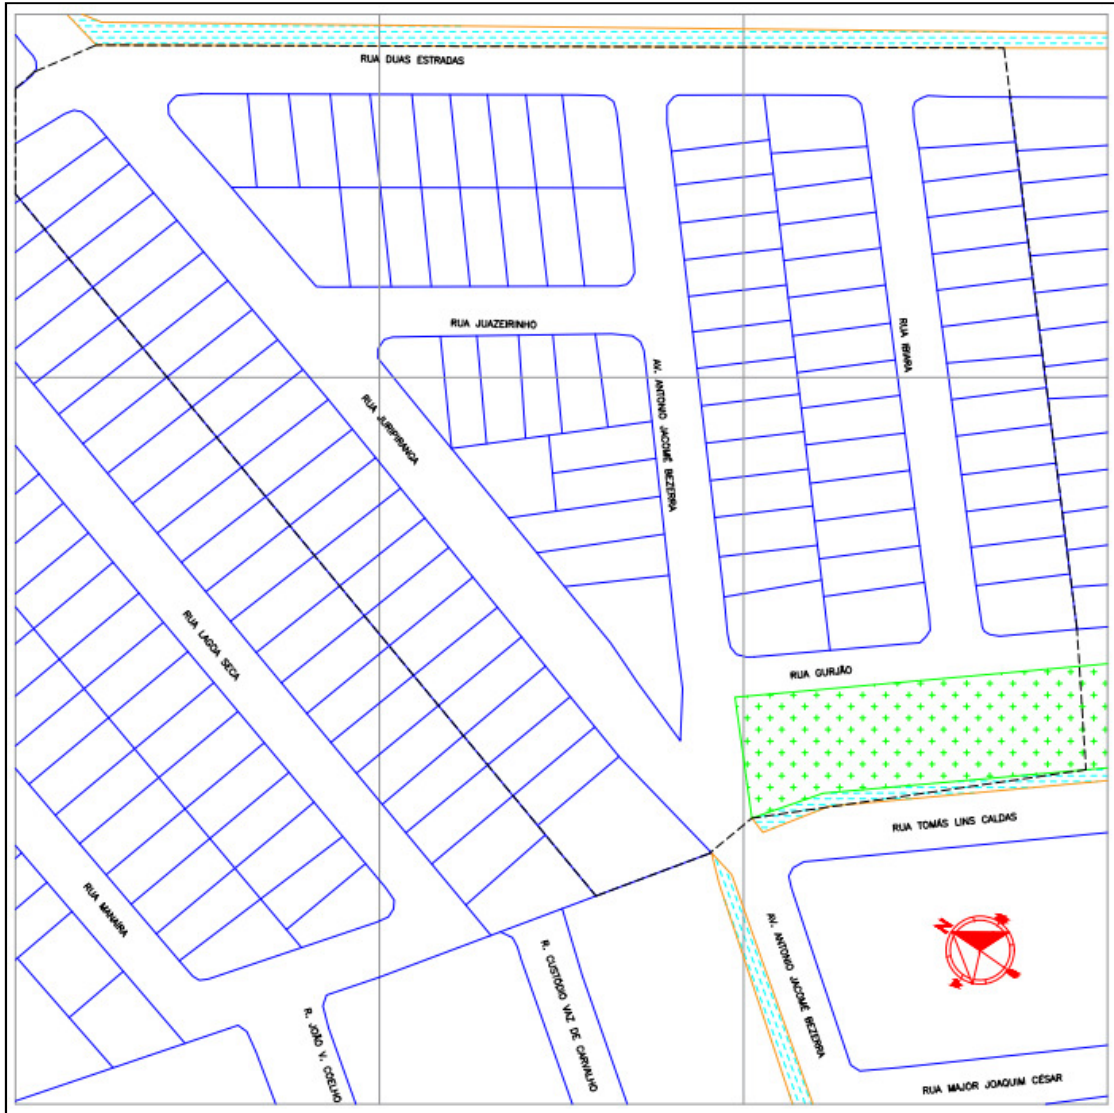 RUA DUAS ESTRADAS
RUA JUAZEIRINHO
RUA IBIARA
AV. ANTONIO JACOMÉ BEZERRA
RUA JURIPIRANGA
RUA LAGOA SECA
RUA GURJÃO
RUA TOMÁS LINS CALDAS
RUA MANAÍRA
AV. ANTONIO JACOMÉ BEZERRA
R. CUSTÓDIO VAZ DE CARVALHO
R. JOÃO V. COELHO
RUA MAJOR JOAQUIM CÉSAR
N